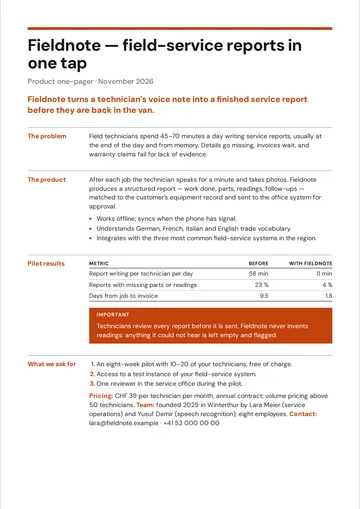 Fieldnote — field-service reports in
one tap
Product one-pager · November 2026
Fieldnote turns a technician's voice note into a finished service report
before they are back in the van.
The problem
Field technicians spend 45–70 minutes a day writing service reports, usually at
the end of the day and from memory. Details go missing, invoices wait, and
warranty claims fail for lack of evidence.
The product
After each job the technician speaks for a minute and takes photos. Fieldnote
produces a structured report — work done, parts, readings, follow-ups —
matched to the customer's equipment record and sent to the office system for
approval.
• Works offline; syncs when the phone has signal.
• Understands German, French, Italian and English trade vocabulary.
• Integrates with the three most common field-service systems in the region.
Pilot results
METRIC BEFORE WITH FIELDNOTE
Report writing per technician per day 58 min 11 min
Reports with missing parts or readings 23 % 4 %
Days from job to invoice 9.5 1.8
IMPORTANT
Technicians review every report before it is sent. Fieldnote never invents
readings: anything it could not hear is left empty and flagged.
What we ask for
1. An eight-week pilot with 10–20 of your technicians, free of charge.
2. Access to a test instance of your field-service system.
3. One reviewer in the service office during the pilot.
Pricing: CHF 39 per technician per month, annual contract; volume pricing above
50 technicians. Team: founded 2025 in Winterthur by Lara Meier (service
operations) and Yusuf Demir (speech recognition); eight employees. Contact:
lara@fieldnote.example · +41 52 000 00 00